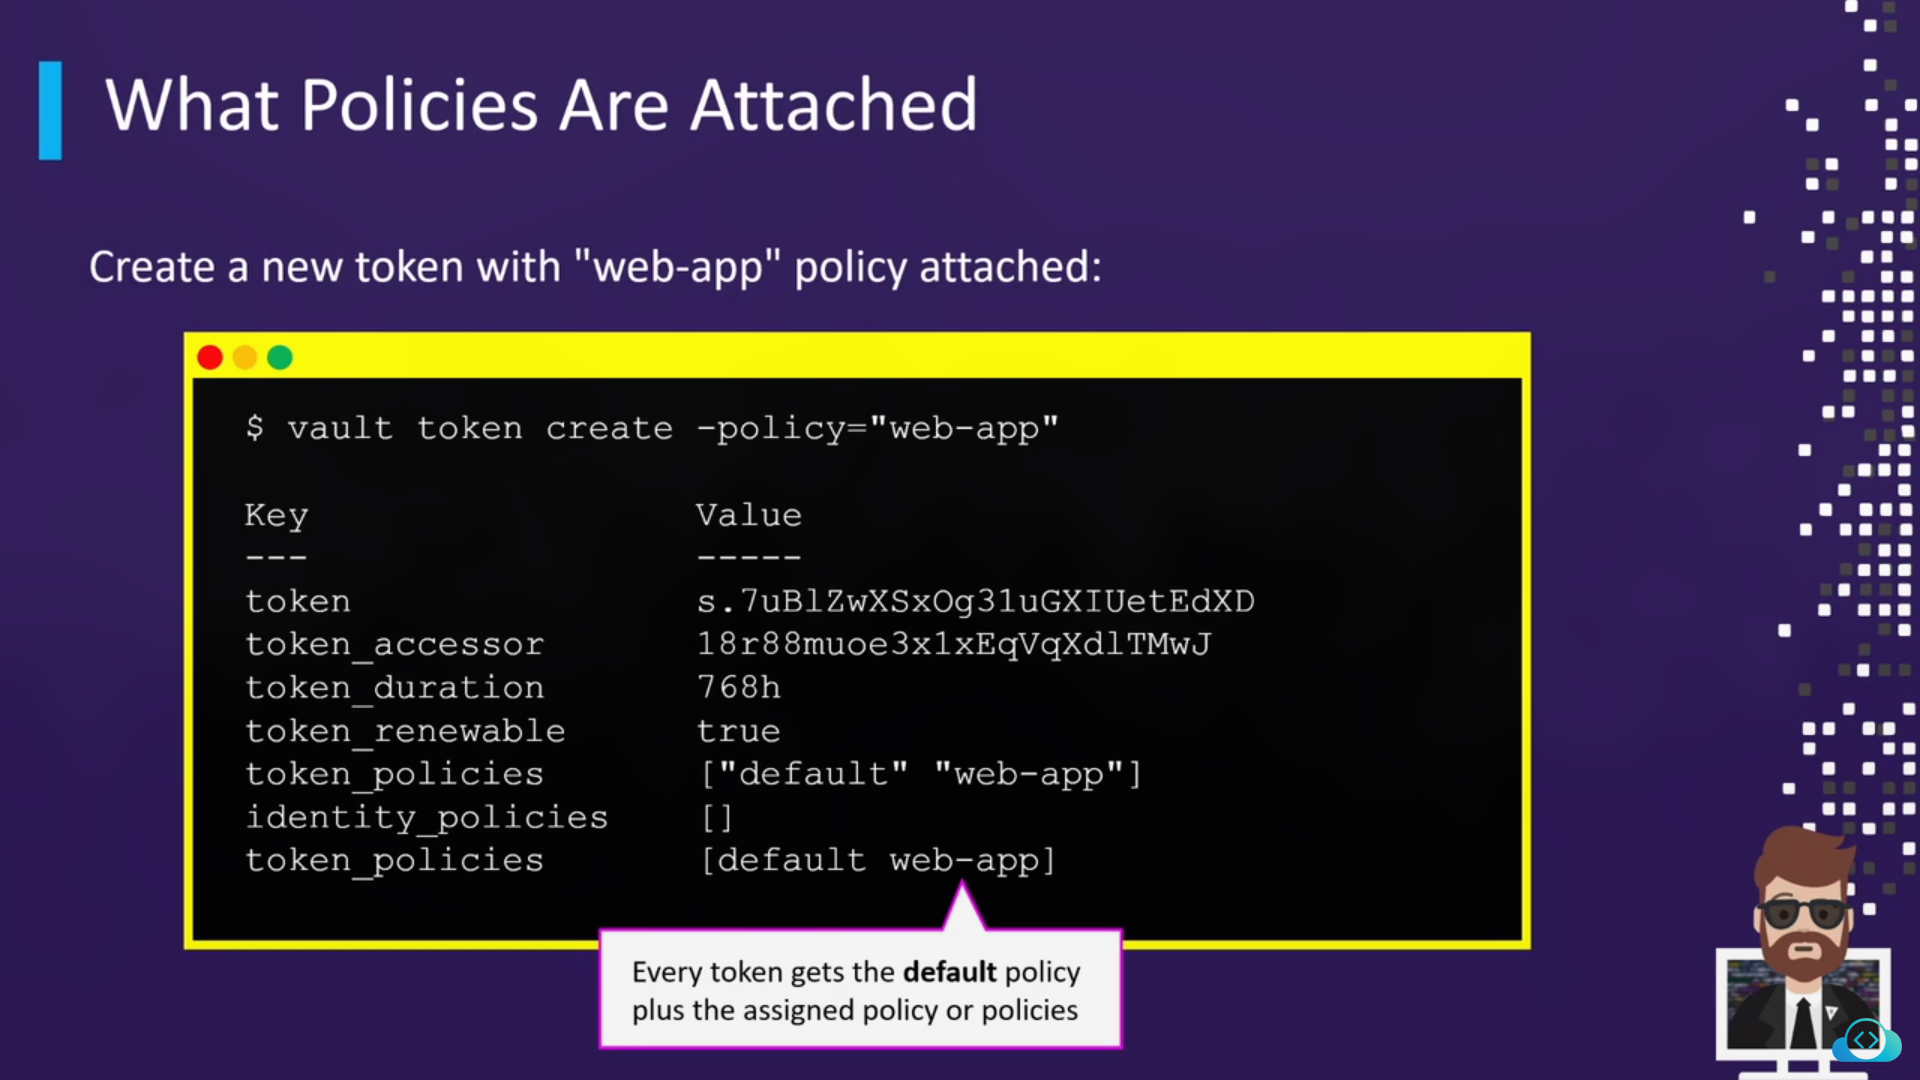 What Policies Are Attached
Create a new token with "web-app" policy attached:
$ vault token create -policy="web-app"
Key Value
--- -----
token s.7uBlZwXSxOg31uGXIUetEdXD
token_accessor 18r88muoe3x1xEqVqXdlTMwJ
token_duration 768h
token_renewable true
token_policies ["default" "web-app"]
identity_policies []
token_policies [default web-app]
Every token gets the default policy
plus the assigned policy or policies